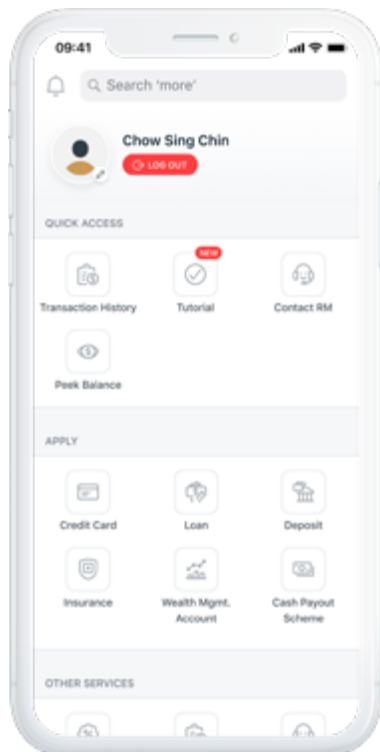 09:41
Search 'more'
Chow Sing Chin
LOG OUT
QUICK ACCESS
NEW
Transaction History Tutorial Contact RM
Peek Balance
APPLY
Credit Card Loan Deposit
Insurance Wealth Mgmt. Cash Payout
Account Scheme
OTHER SERVICES